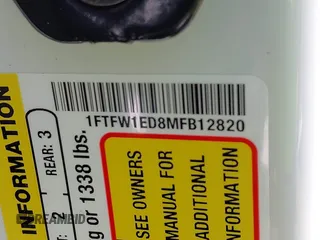 1FTFW1ED8MFB12820
INFORMATION
REAR: 3
g or 1338 lbs.
SEE OWNERS
MANUAL FOR
ADDITIONAL
INFORMATION